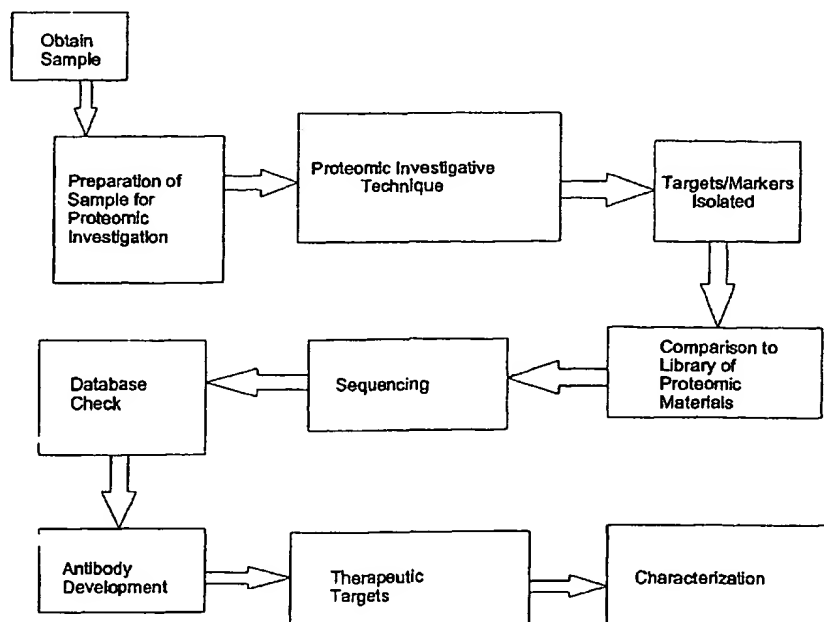 Obtain
Sample
Preparation of
Sample for
Proteomic
Investigation
Proteomic Investigative
Technique
Targets/Markers
Isolated
Comparison to
Library of
Proteomic
Materials
Sequencing
Database
Check
Antibody
Development
Therapeutic
Targets
Characterization